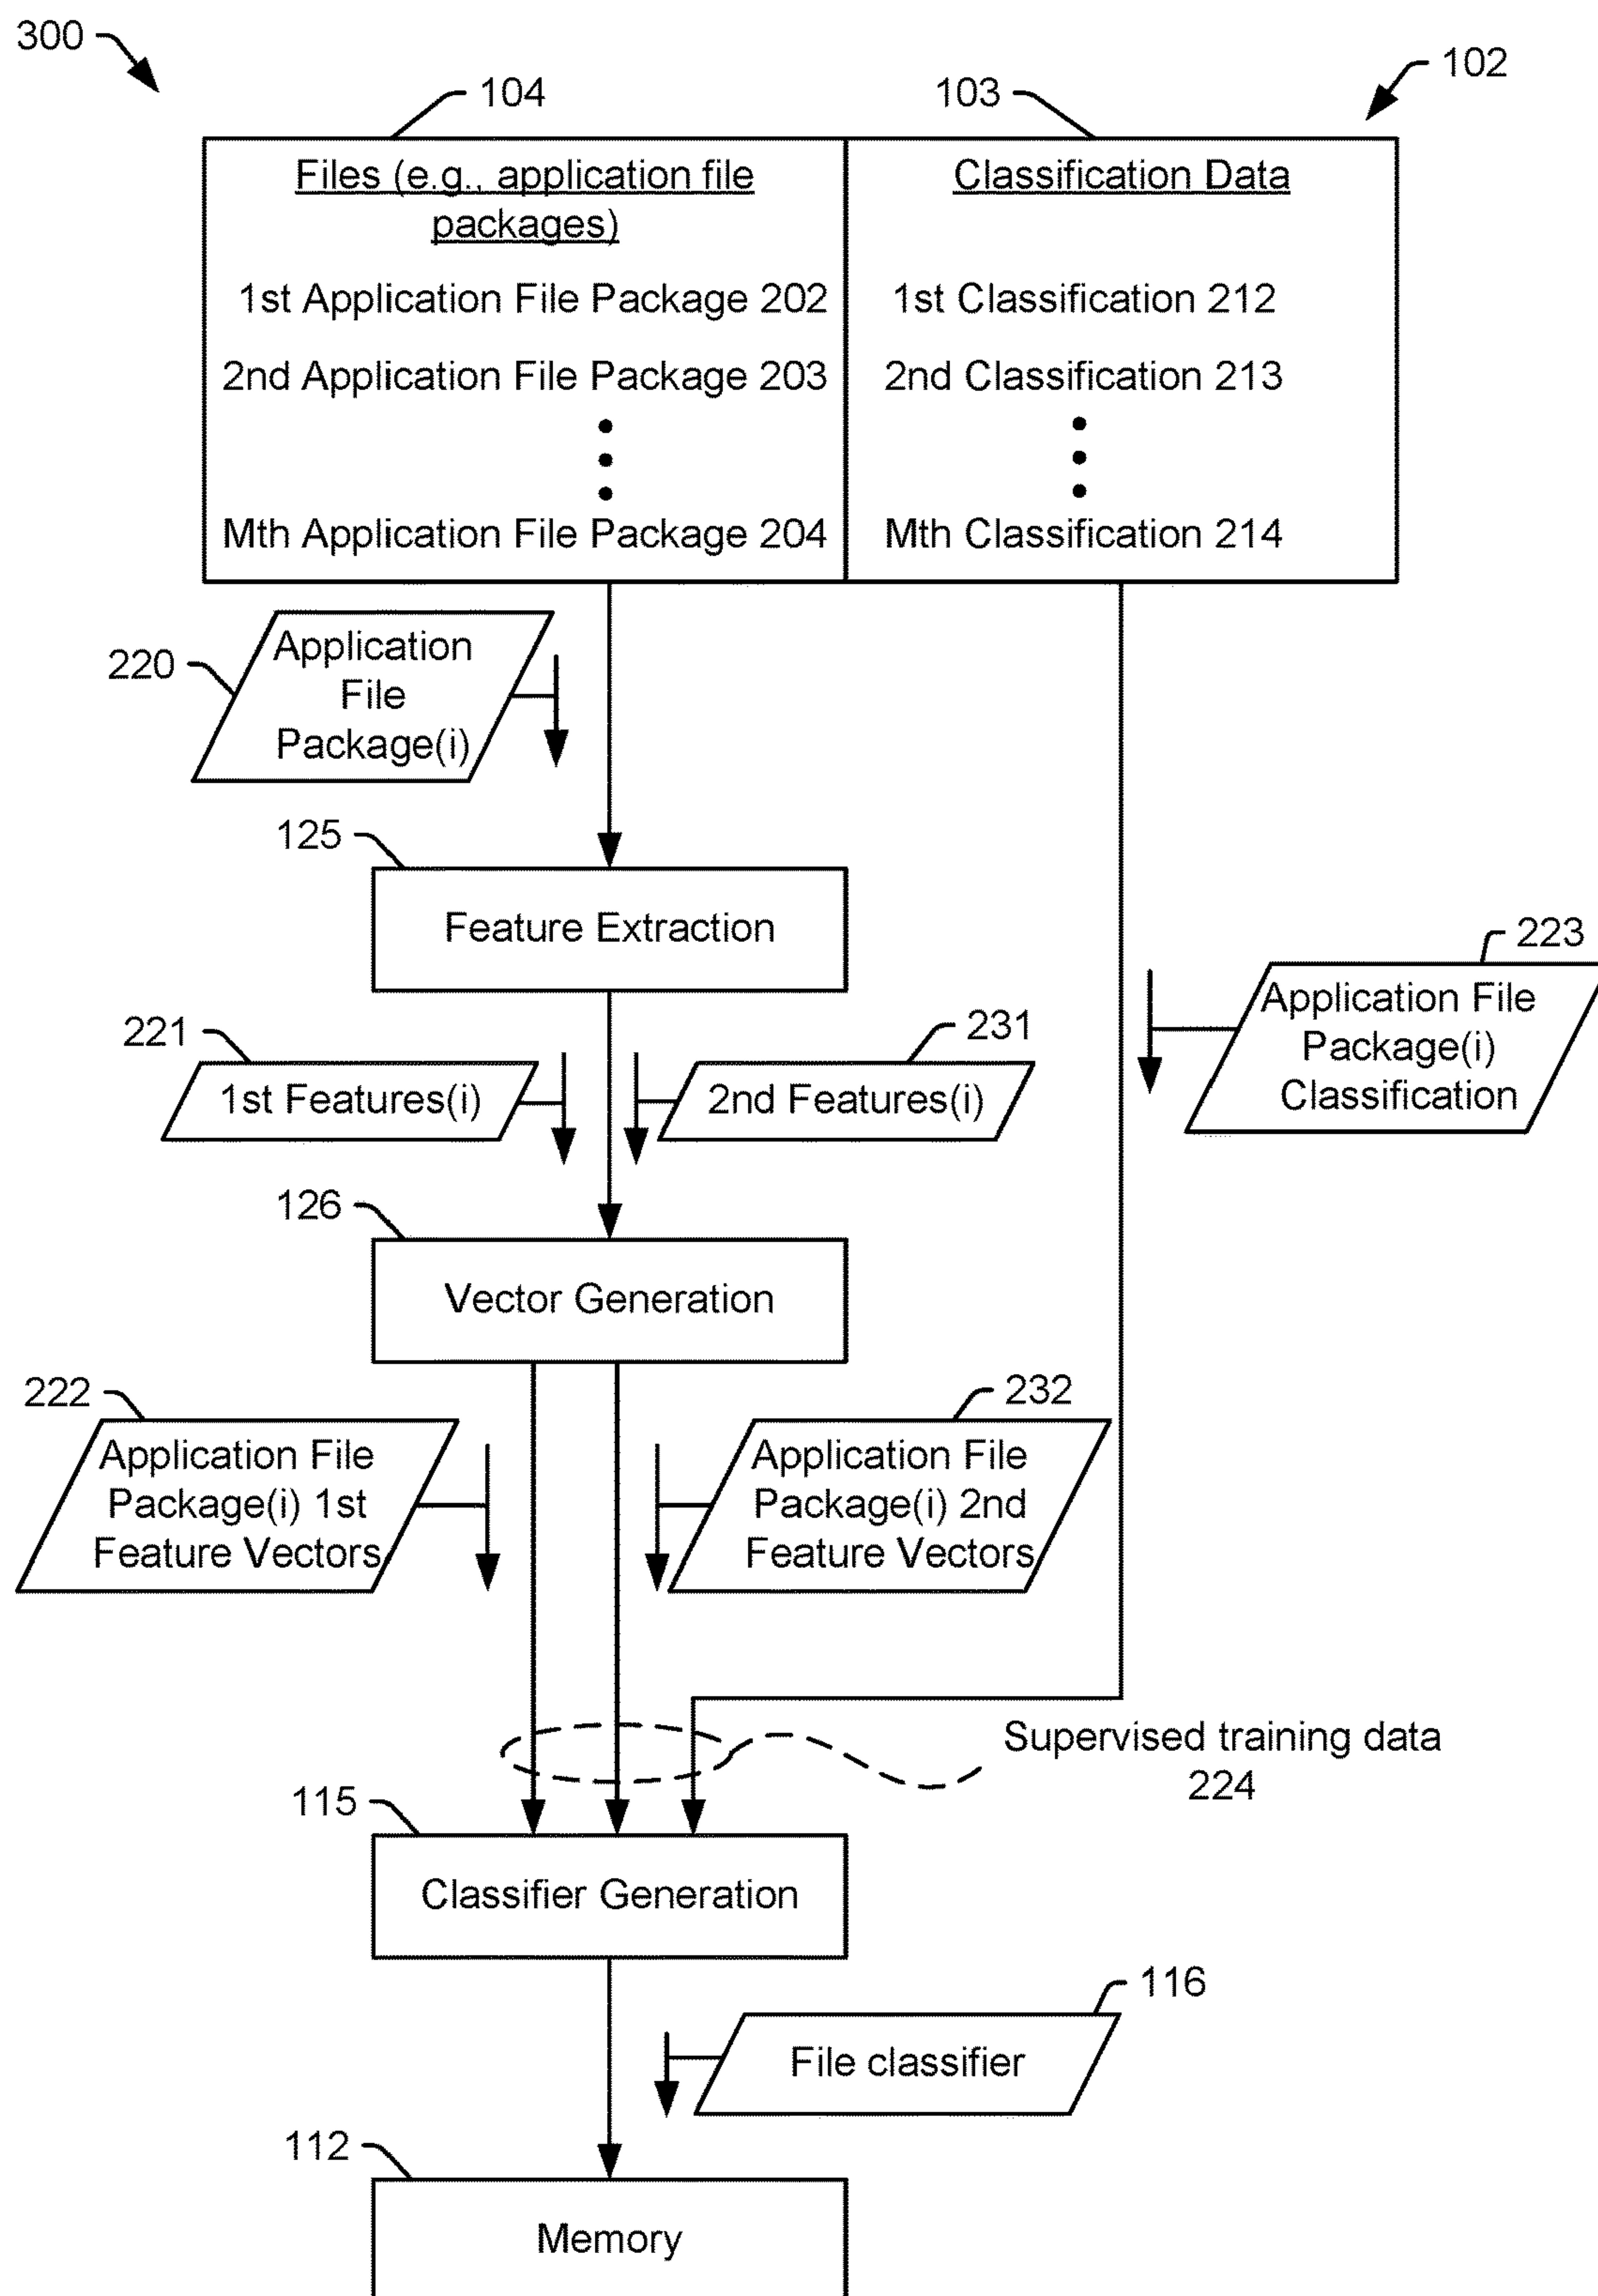 300
102
104
103
Files (e.g., application file
packages)
Classification Data
1st Application File Package 202
1st Classification 212
2nd Application File Package 203
2nd Classification 213
Mth Application File Package 204
Mth Classification 214
220
Application
File
Package(i)
125
Feature Extraction
223
Application File
Package(i)
Classification
221
1st Features(i)
231
2nd Features(i)
126
Vector Generation
222
Application File
Package(i) 1st
Feature Vectors
232
Application File
Package(i) 2nd
Feature Vectors
Supervised training data
224
115
Classifier Generation
116
File classifier
112
Memory